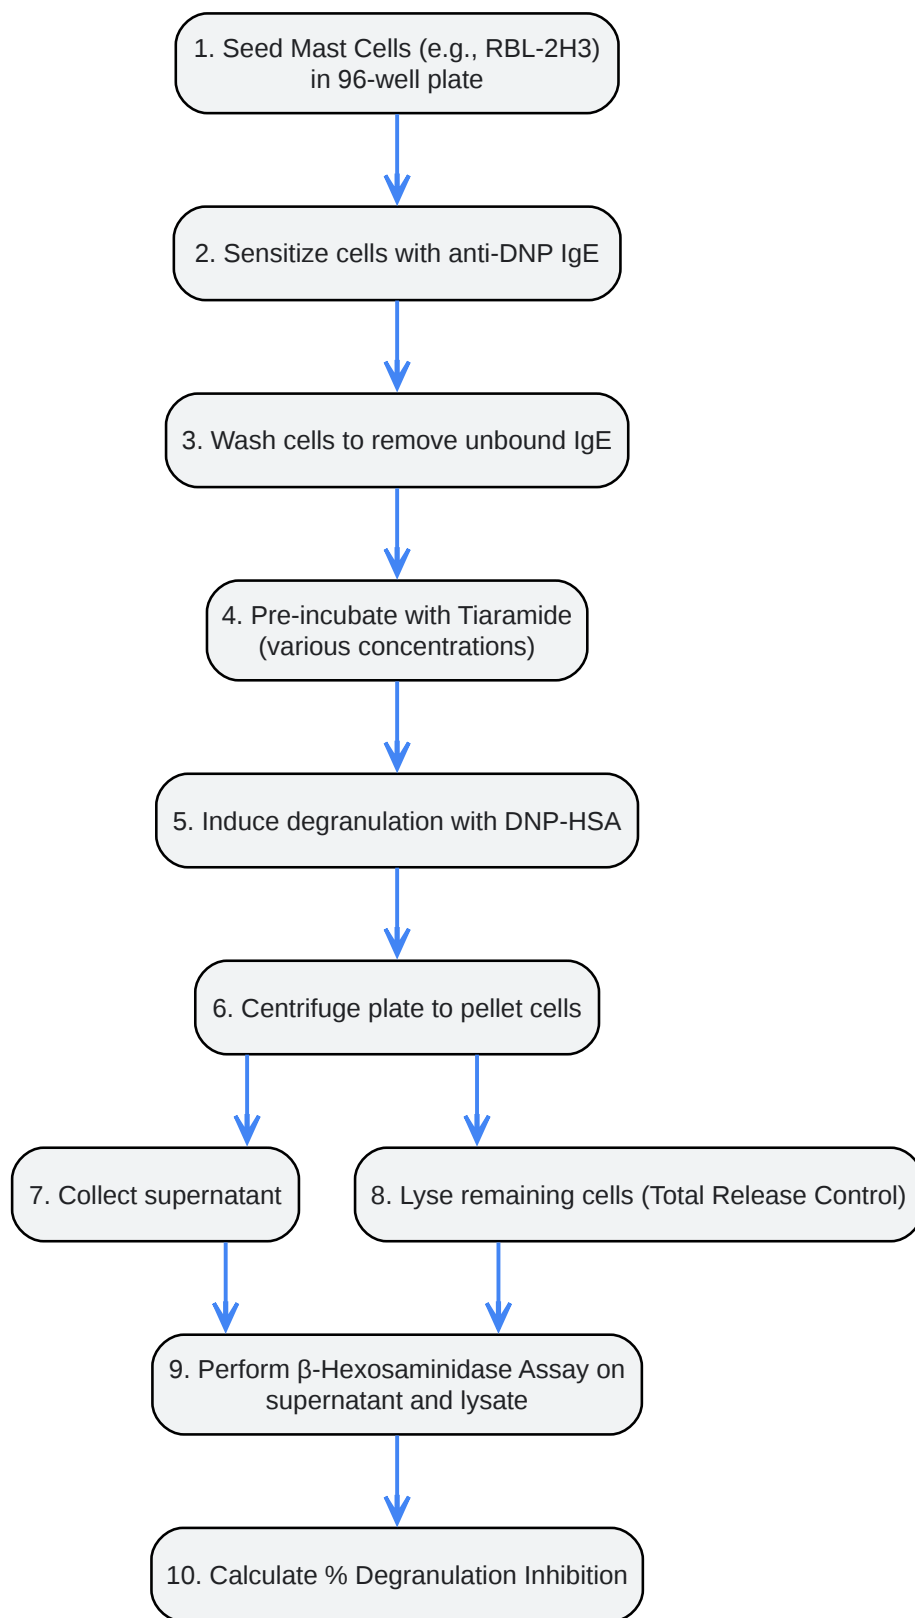 1. Seed Mast Cells (e.g., RBL-2H3)
in 96-well plate
2. Sensitize cells with anti-DNP IgE
3. Wash cells to remove unbound IgE
4. Pre-incubate with Tiaramide
(various concentrations)
5. Induce degranulation with DNP-HSA
6. Centrifuge plate to pellet cells
7. Collect supernatant
8. Lyse remaining cells (Total Release Control)
9. Perform β-Hexosaminidase Assay on
supernatant and lysate
10. Calculate % Degranulation Inhibition